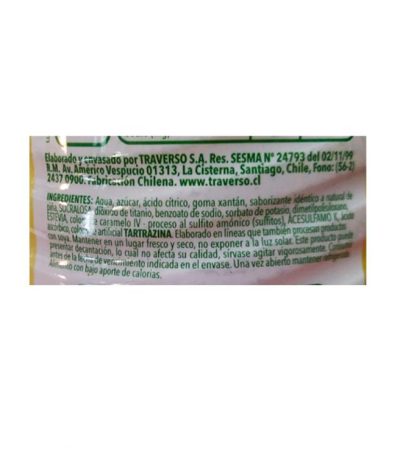 Elaborado y envasado por TRAVERSO S.A. Res. SESMA N° 24793 del 02/11/99
R.M. Av. Américo Vespucio 01313, La Cisterna, Santiago, Chile, Fono: (56-2)
2437 0900. Fabricación Chilena. www.traverso.cl
INGREDIENTES: Agua, azúcar, ácido cítrico, goma xantán, saborizante idéntico a natural de
piña, SUCRALOSA, dióxido de titanio, benzoato de sodio, sorbato de potasio, dimetilpolisiloxano,
ESTEVIA, color caramelo IV - proceso al sulfito amónico (sulfitos), ACESULFAMO K, ácido
ascórbico, artificial TARTRAZINA. Elaborado en líneas que también procesan productos
con soya. Mantener en un lugar fresco y seco, no exponer a la luz solar. Este producto puede
presentar decantación, lo cual no afecta su calidad, sírvase agitar vigorosamente. Consumir
antes de la fecha de vencimiento indicada en el envase. Una vez abierto mantener refrigerado.
Alimento con bajo aporte de calorías.